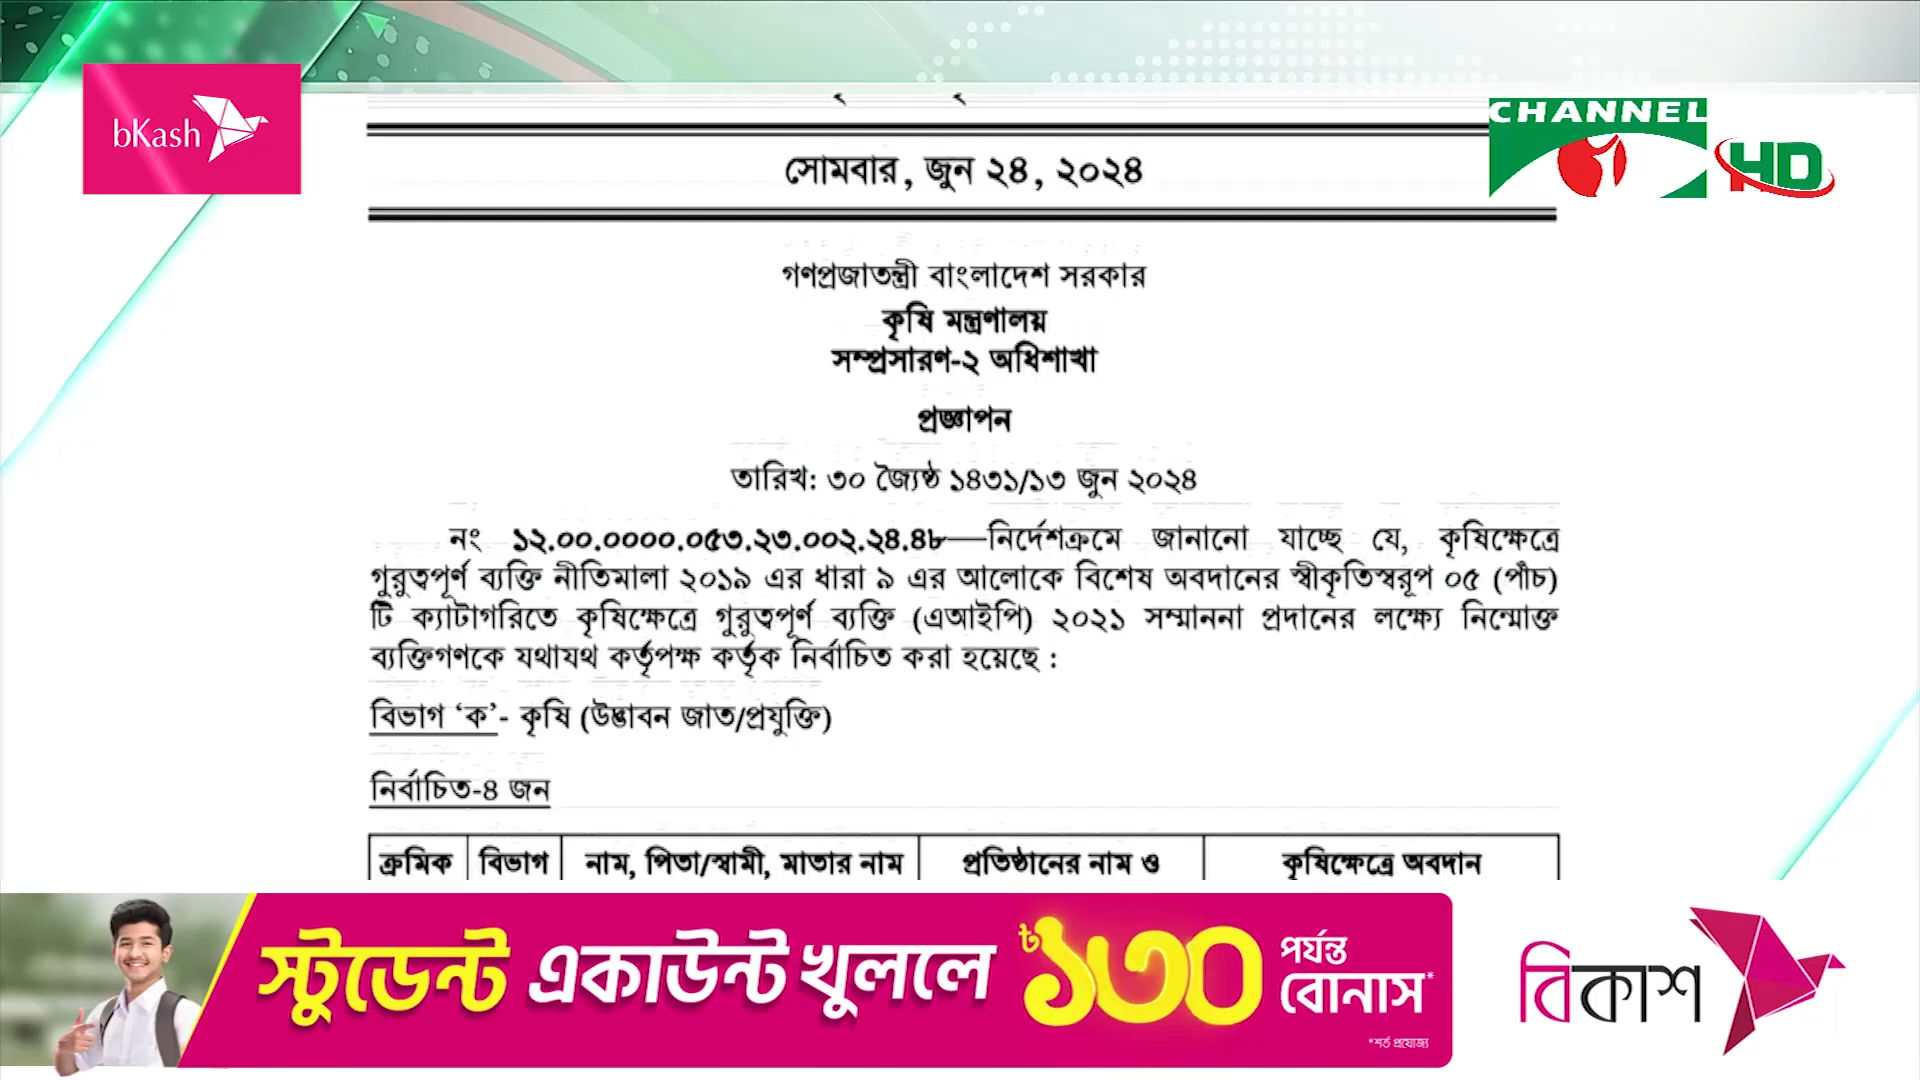 bKash
CHANNEL
HD
সোমবার, জুন ২৪, ২০২৪
গণপ্রজাতন্ত্রী বাংলাদেশ সরকার
কৃষি মন্ত্রণালয়
সম্প্রসারণ-২ অধিশাখা
প্রজ্ঞাপন
তারিখ: ৩০ জ্যৈষ্ঠ ১৪৩১/১৩ জুন ২০২৪
নং ১২.০০.০০০০.০৫৩.২৩.০০২.২৪.৪৮—নির্দেশক্রমে জানানো যাচ্ছে যে, কৃষিক্ষেত্রে
গুরুত্বপূর্ণ ব্যক্তি নীতিমালা ২০১৯ এর ধারা ৯ এর আলোকে বিশেষ অবদানের স্বীকৃতিস্বরূপ ০৫ (পাঁচ)
টি ক্যাটাগরিতে কৃষিক্ষেত্রে গুরুত্বপূর্ণ ব্যক্তি (এআইপি) ২০২১ সম্মাননা প্রদানের লক্ষ্যে নিম্মোক্ত
ব্যক্তিগণকে যথাযথ কর্তৃপক্ষ কর্তৃক নির্বাচিত করা হয়েছে :
বিভাগ ‘ক’- কৃষি (উদ্ভাবন জাত/প্রযুক্তি)
নির্বাচিত-৪ জন
ক্রমিক বিভাগ নাম, পিতা/স্বামী, মাতার নাম প্রতিষ্ঠানের নাম ও কৃষিক্ষেত্রে অবদান
স্টুডেন্ট একাউন্ট খুললে ৳১৩০ পর্যন্ত বোনাস*
*শর্ত প্রযোজ্য
বিকাশ